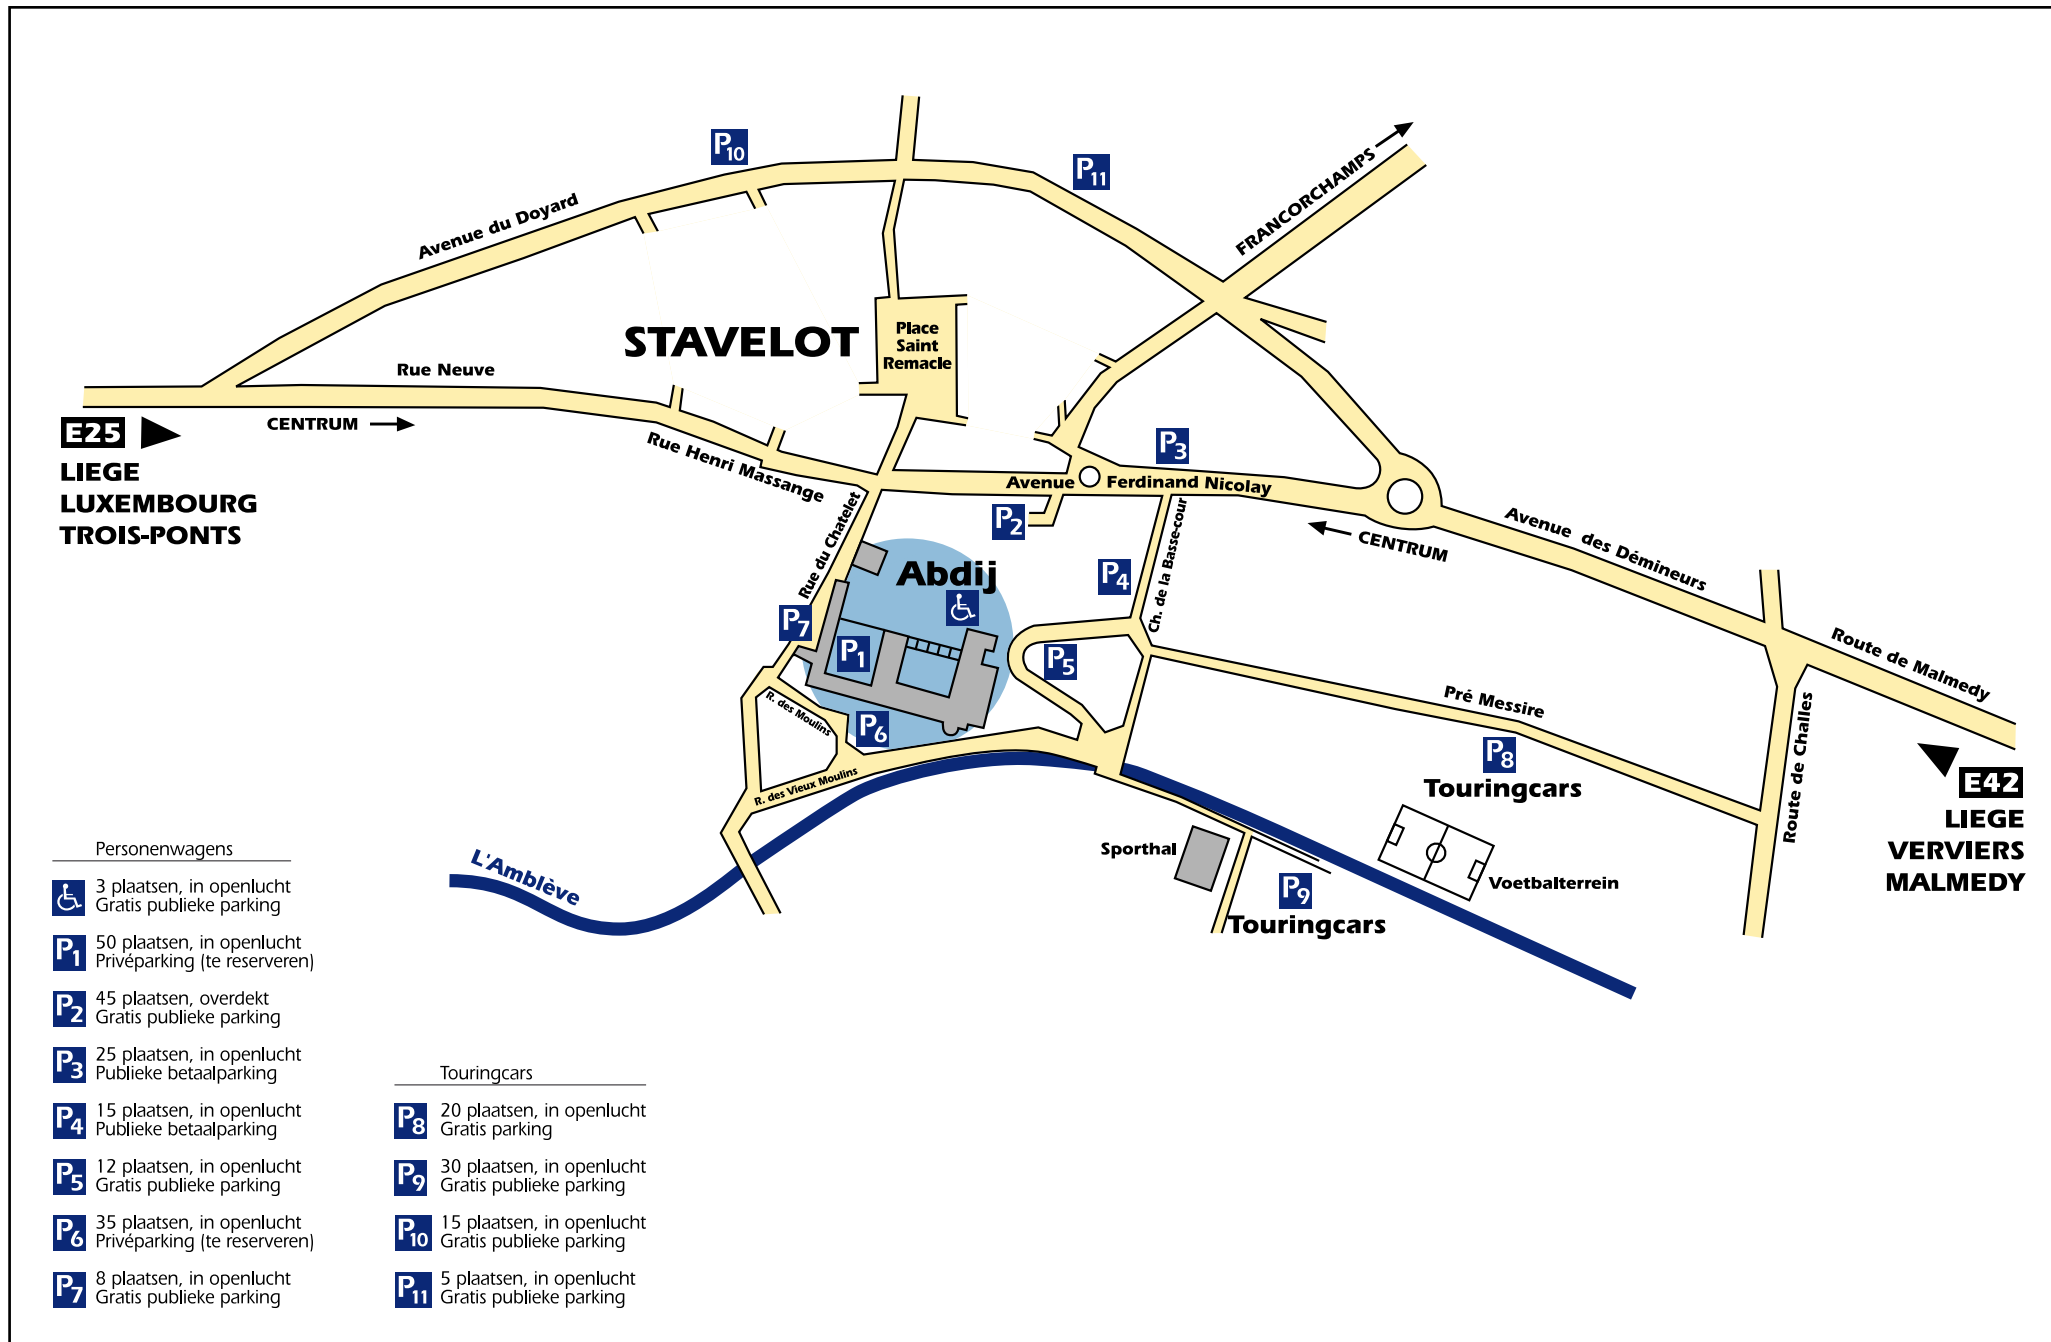 P10
P11
FRANCORCHAMPS
Avenue du Doyard
STAVELOT
Place
Saint
Remacle
Rue Neuve
CENTRUM
E25
LIEGE
LUXEMBOURG
TROIS-PONTS
Rue Henri Massange
P3
Avenue Ferdinand Nicolay
P2
CENTRUM
Avenue des Démineurs
Rue du Chatelet
Abdij
P4
Ch. de la Basse-cour
P7
P1
P5
Route de Malmedy
R. des Moulins
P6
Pré Messire
P8
Touringcars
Route de Challes
E42
LIEGE
VERVIERS
MALMEDY
R. des Vieux Moulins
L'Amblève
Sporthal
Voetbalterrein
P9
Touringcars
Personenwagens
3 plaatsen, in openlucht
Gratis publieke parking
P1 50 plaatsen, in openlucht
Privéparking (te reserveren)
P2 45 plaatsen, overdekt
Gratis publieke parking
P3 25 plaatsen, in openlucht
Publieke betaalparking
P4 15 plaatsen, in openlucht
Publieke betaalparking
P5 12 plaatsen, in openlucht
Gratis publieke parking
P6 35 plaatsen, in openlucht
Privéparking (te reserveren)
P7 8 plaatsen, in openlucht
Gratis publieke parking
Touringcars
P8 20 plaatsen, in openlucht
Gratis parking
P9 30 plaatsen, in openlucht
Gratis publieke parking
P10 15 plaatsen, in openlucht
Gratis publieke parking
P11 5 plaatsen, in openlucht
Gratis publieke parking